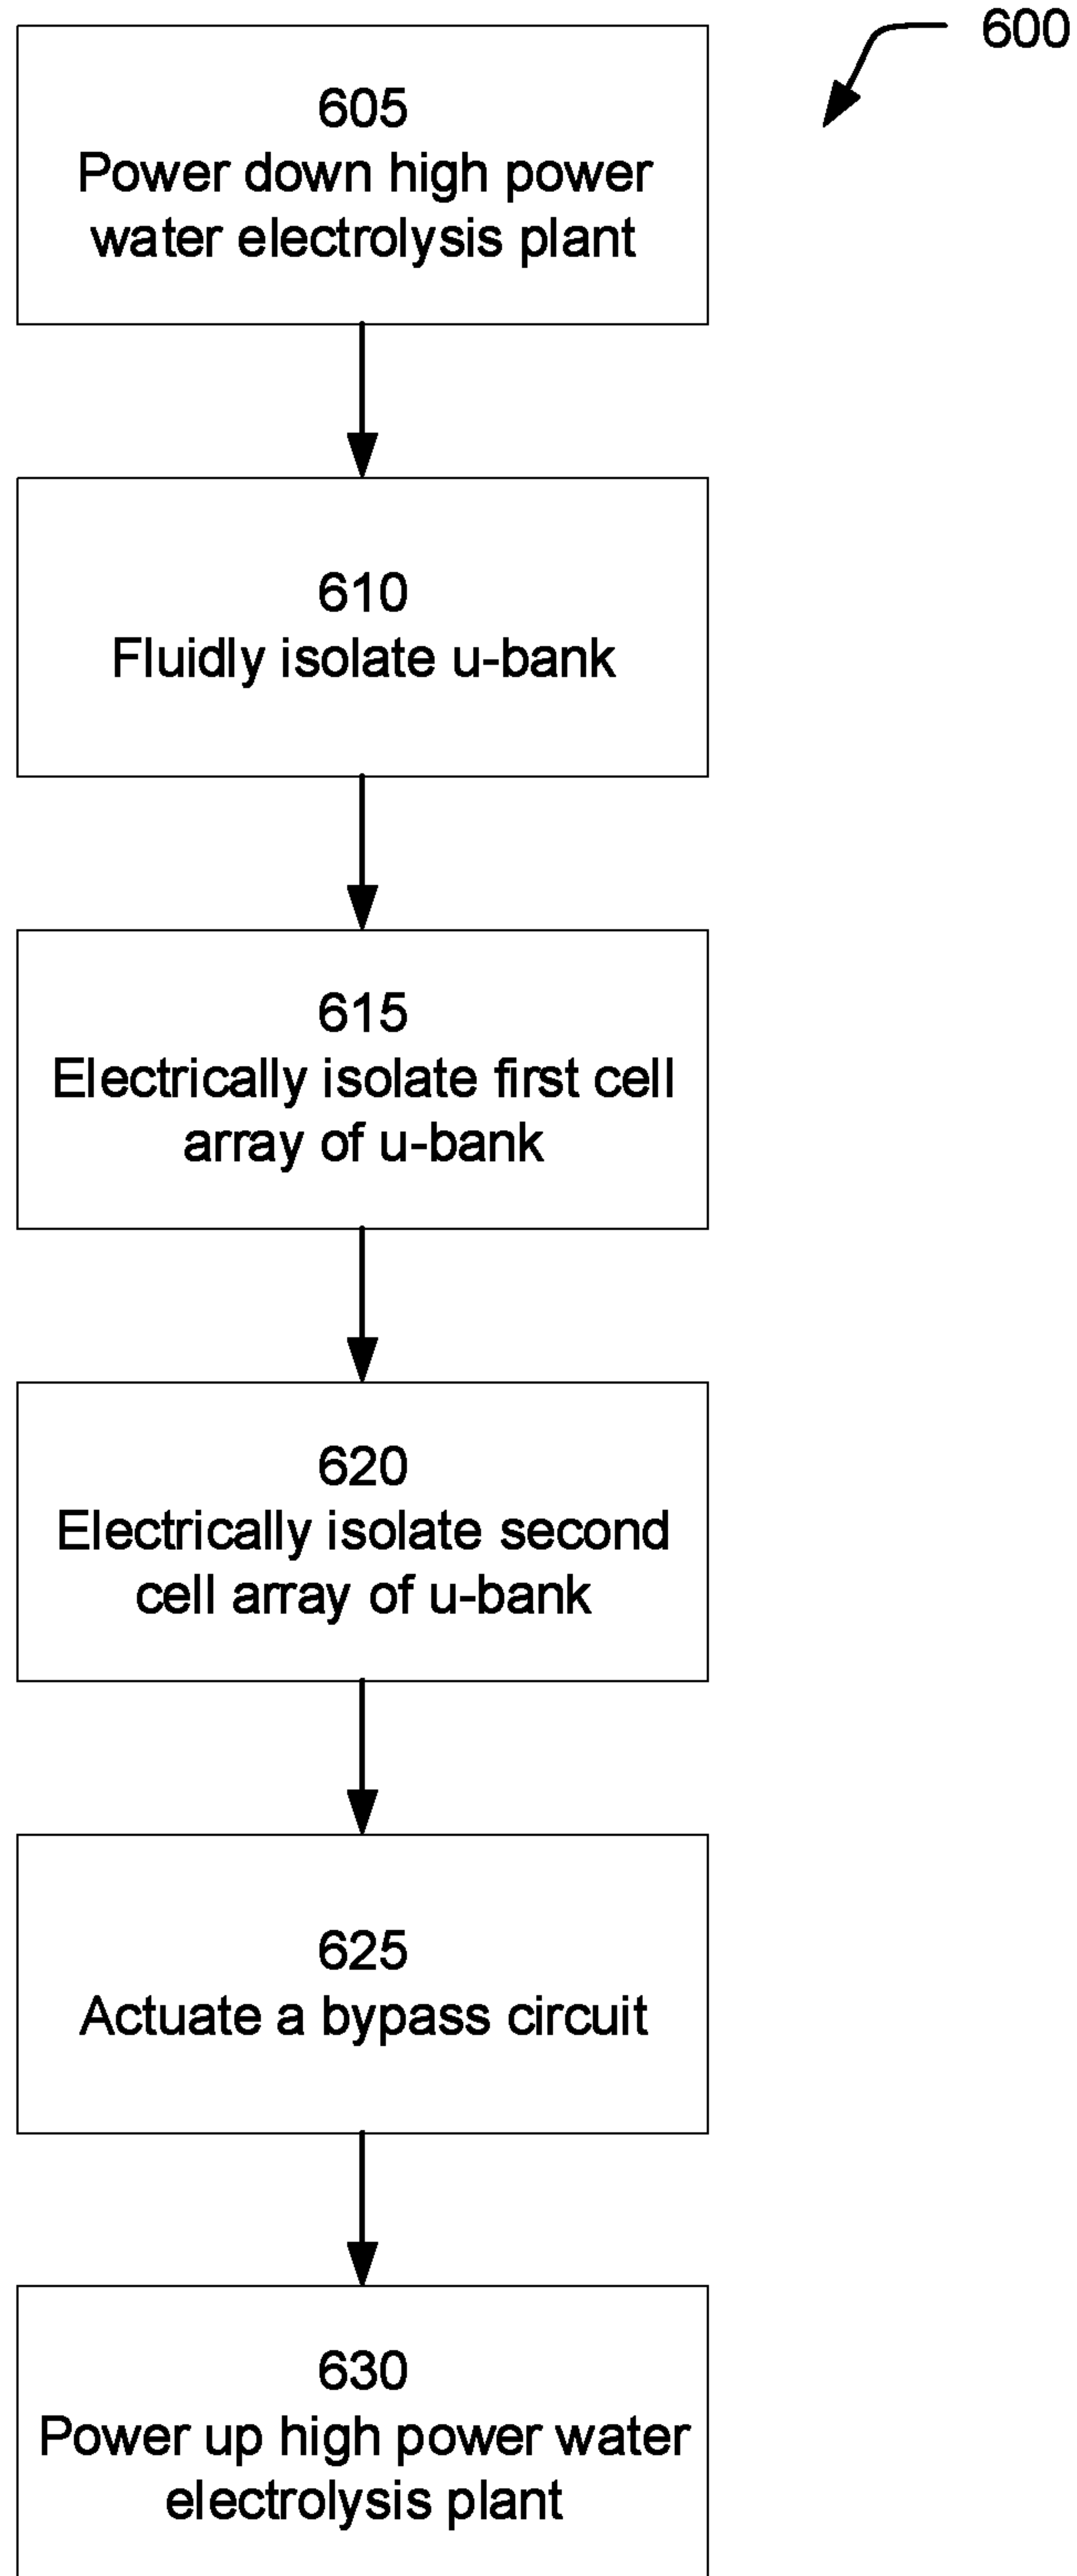 600
605
Power down high power
water electrolysis plant
610
Fluidly isolate u-bank
615
Electrically isolate first cell
array of u-bank
620
Electrically isolate second
cell array of u-bank
625
Actuate a bypass circuit
630
Power up high power water
electrolysis plant